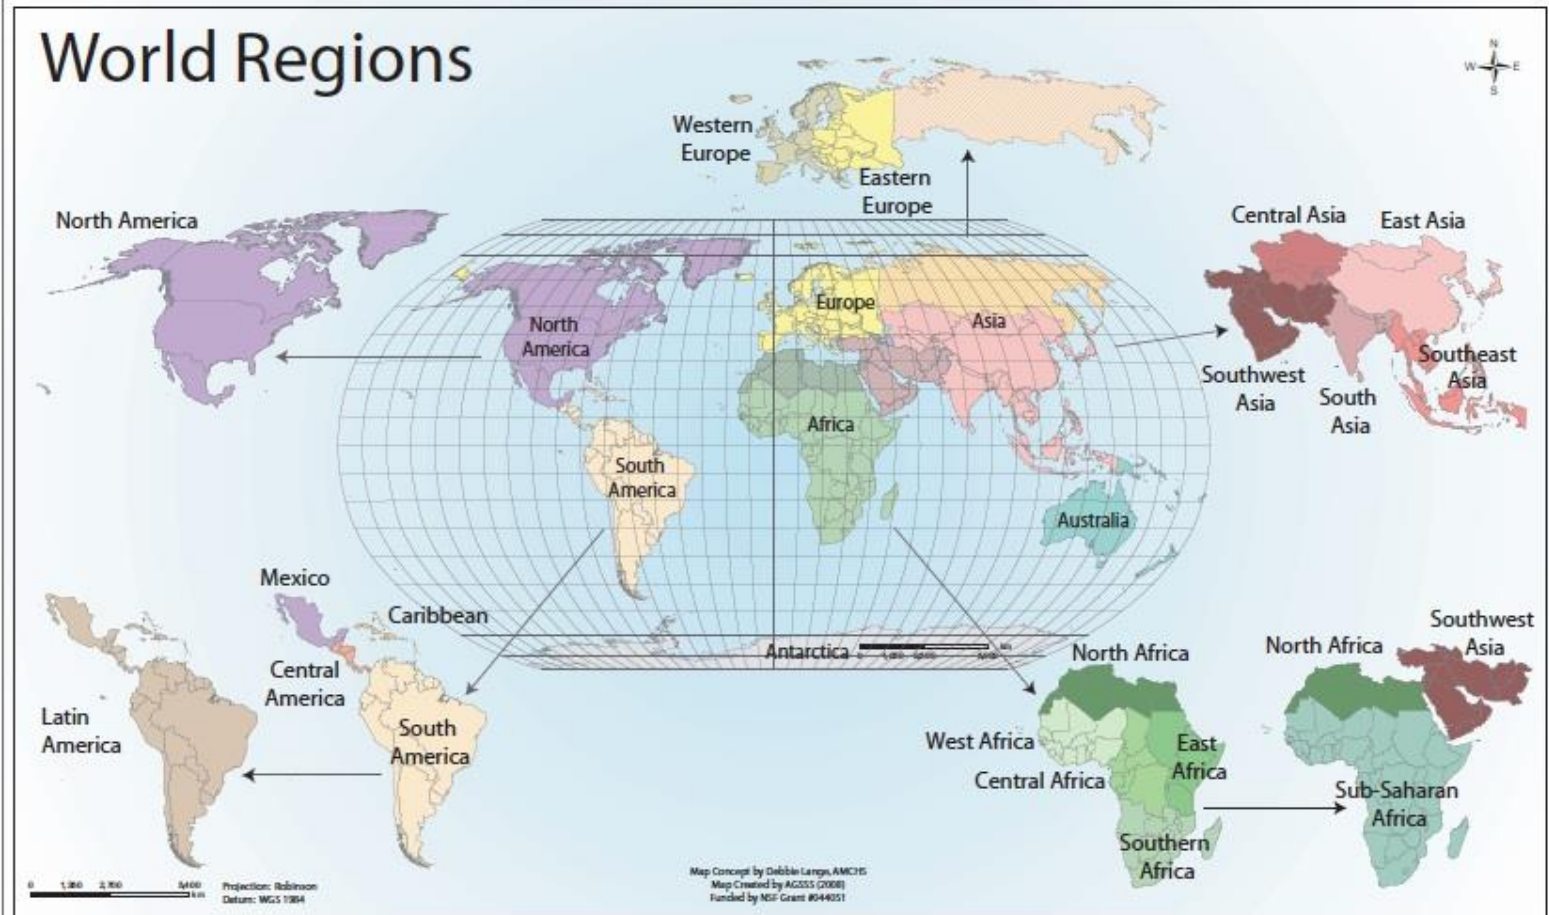 World Regions
N
W E
S
Western
Europe
Eastern
Europe
North America
Central Asia
East Asia
Southwest
Asia
South
Asia
Southeast
Asia
North
America
Europe
Asia
Africa
South
America
Australia
Antarctica
Mexico
Caribbean
Central
America
Latin
America
South
America
North Africa
West Africa
Central Africa
East
Africa
Southern
Africa
North Africa
Southwest
Asia
Sub-Saharan
Africa
0
km
Projection: Robinson
Datum: WGS 1984
Map Concept by Debbie Lange, AMCHS
Map Created by AGSSS (2008)
Funded by NSF Grant #044051